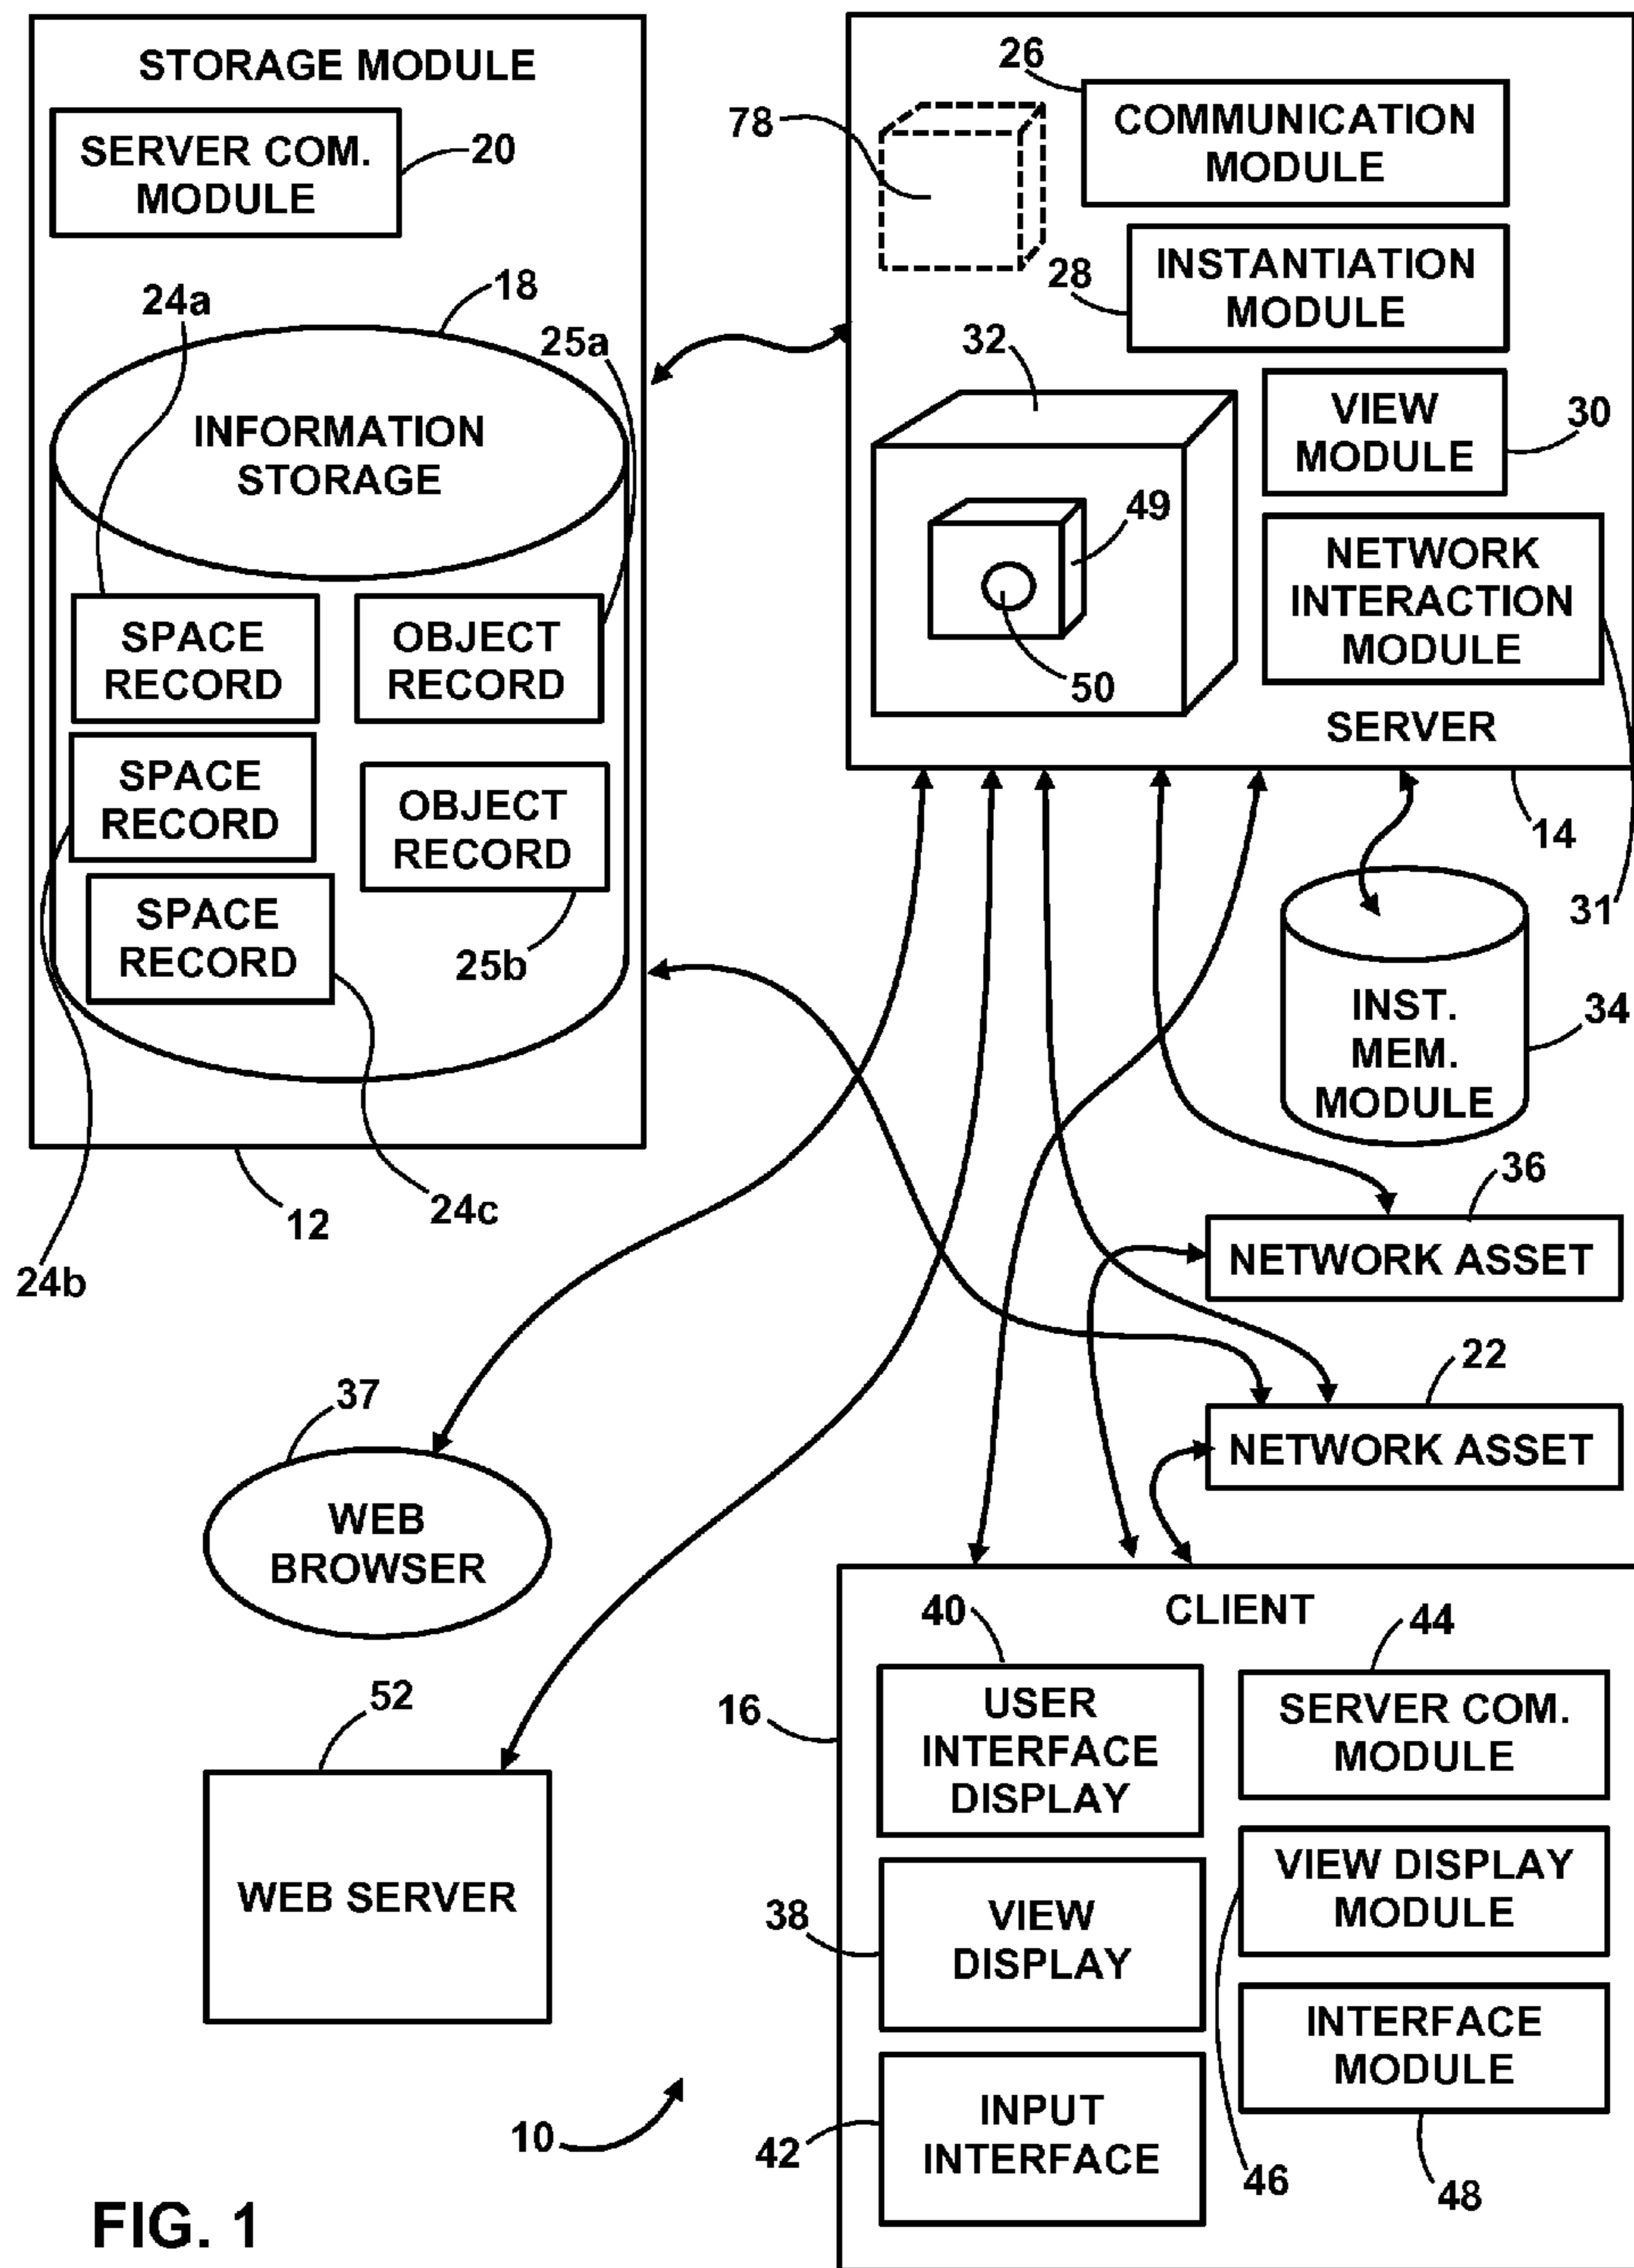 STORAGE MODULE
SERVER COM.
MODULE
20
24a
18
25a
INFORMATION
STORAGE
SPACE
RECORD
OBJECT
RECORD
SPACE
RECORD
OBJECT
RECORD
SPACE
RECORD
25b
12
24c
24b
26
78
COMMUNICATION
MODULE
28
INSTANTIATION
MODULE
32
VIEW
MODULE
30
49
NETWORK
INTERACTION
MODULE
50
SERVER
14
31
INST.
MEM.
MODULE
34
36
NETWORK ASSET
22
NETWORK ASSET
37
WEB
BROWSER
52
WEB SERVER
CLIENT
40
44
16
USER
INTERFACE
DISPLAY
SERVER COM.
MODULE
38
VIEW
DISPLAY
VIEW DISPLAY
MODULE
INTERFACE
MODULE
10
42
INPUT
INTERFACE
46
48
FIG. 1